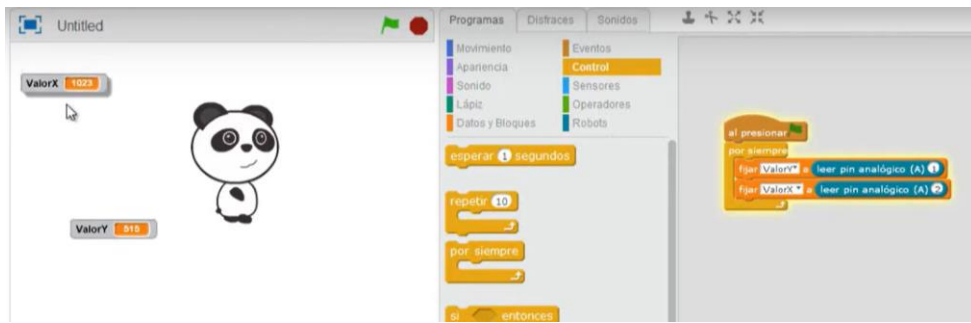 Untitled
ValorX 1023
ValorY 515
Programas Disfraces Sonidos
Movimiento Eventos
Apariencia Control
Sonido Sensores
Lápiz Operadores
Datos y Bloques Robots
esperar 1 segundos
repetir 10
por siempre
si entonces
al presionar
por siempre
fijar ValorY a leer pin analógico (A) 1
fijar ValorX a leer pin analógico (A) 2